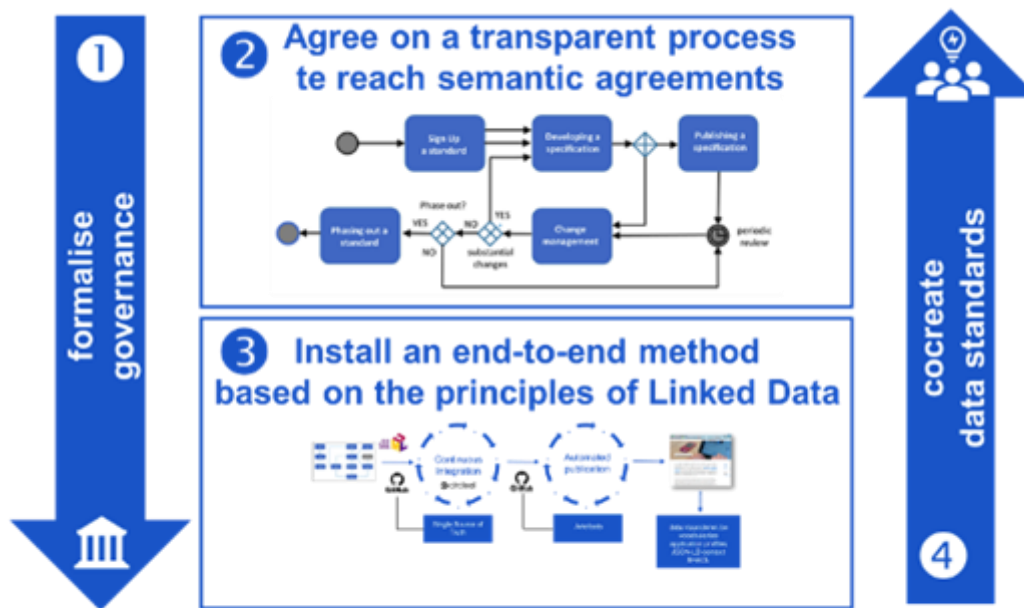 1
formalise
governance
2 Agree on a transparent process
te reach semantic agreements
Sign Up
a standard
Developing a
specification
Publishing a
specification
Phase out?
YES
NO
YES
Phasing out a
standard
NO
substantial
changes
Change
management
periodic
review
3 Install an end-to-end method
based on the principles of Linked Data
Continuous
Integration
circleci
GitHub
Automated
publication
GitHub
Single Source of
Truth
Artefacts
cocreate
data standards
4